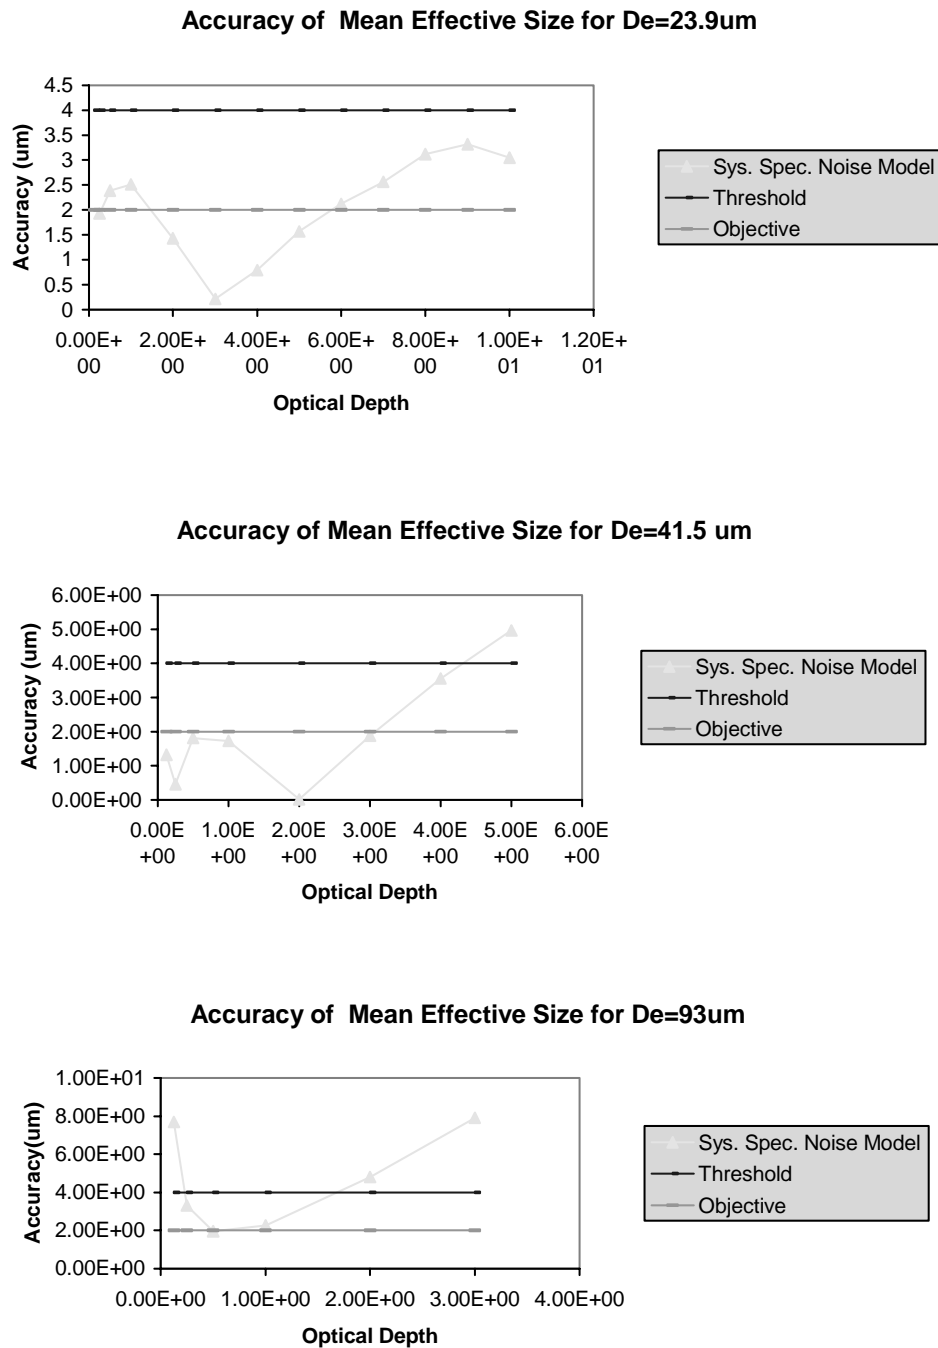 Accuracy of  Mean Effective Size for De=23.9um
4.5
4
3.5
3
2.5
2
1.5
1
0.5
0
Accuracy (um)
0.00E+ 2.00E+ 4.00E+ 6.00E+ 8.00E+ 1.00E+ 1.20E+
00 00 00 00 00 01 01
Optical Depth
Sys. Spec. Noise Model
Threshold
Objective
Accuracy of Mean Effective Size for De=41.5 um
6.00E+00
5.00E+00
4.00E+00
3.00E+00
2.00E+00
1.00E+00
0.00E+00
Accuracy (um)
0.00E 1.00E 2.00E 3.00E 4.00E 5.00E 6.00E
+00 +00 +00 +00 +00 +00 +00
Optical Depth
Sys. Spec. Noise Model
Threshold
Objective
Accuracy of  Mean Effective Size for De=93um
1.00E+01
8.00E+00
6.00E+00
4.00E+00
2.00E+00
0.00E+00
Accuracy(um)
0.00E+00 1.00E+00 2.00E+00 3.00E+00 4.00E+00
Optical Depth
Sys. Spec. Noise Model
Threshold
Objective